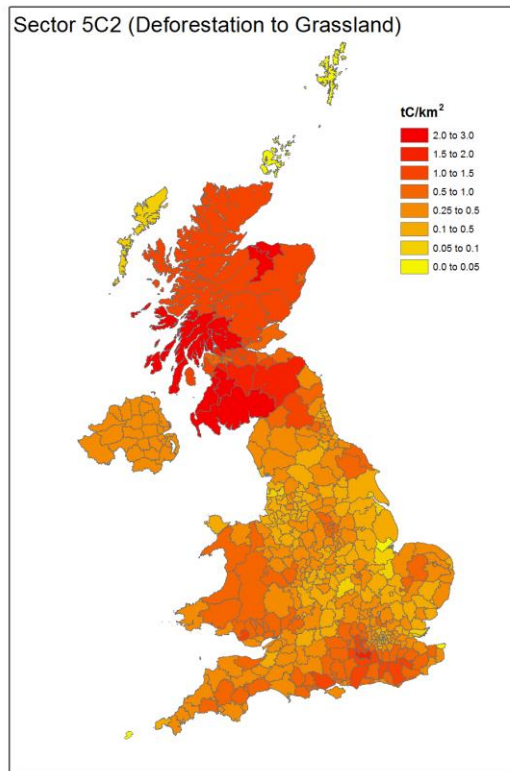 Sector 5C2 (Deforestation to Grassland)
tC/km²
2.0 to 3.0
1.5 to 2.0
1.0 to 1.5
0.5 to 1.0
0.25 to 0.5
0.1 to 0.5
0.05 to 0.1
0.0 to 0.05